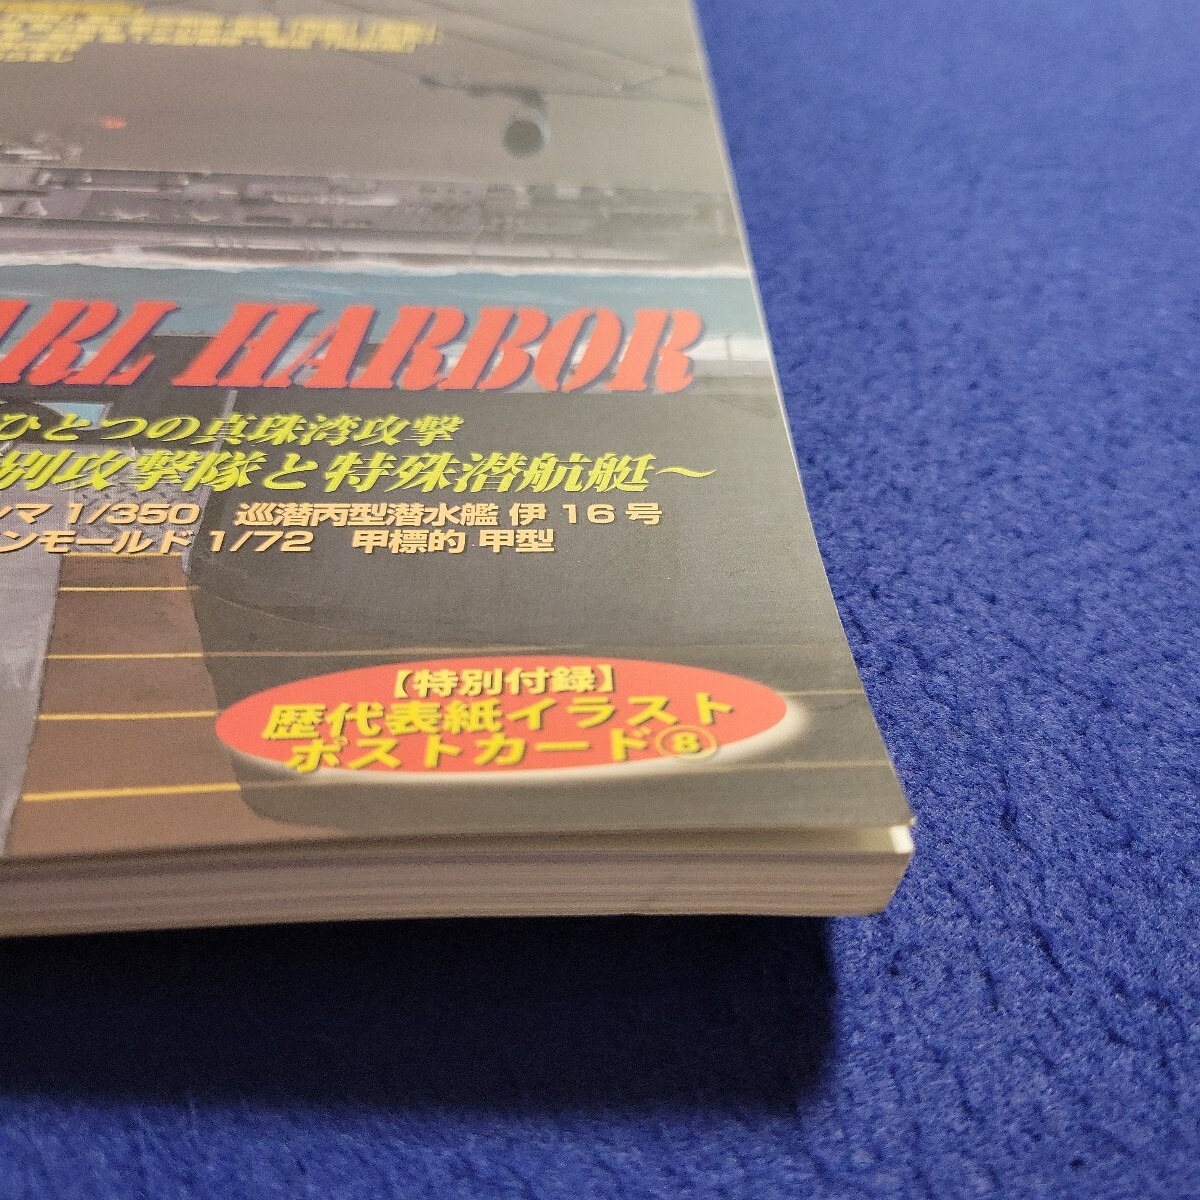 ARL HARBOR
ひとつの真珠湾攻撃
別攻撃隊と特殊潜航艇～
マ 1/350 巡潜丙型潜水艦 伊 16 号
ンモールド 1/72 甲標的 甲型
【特別付録】
歴代表紙イラスト
ポストカード⑧